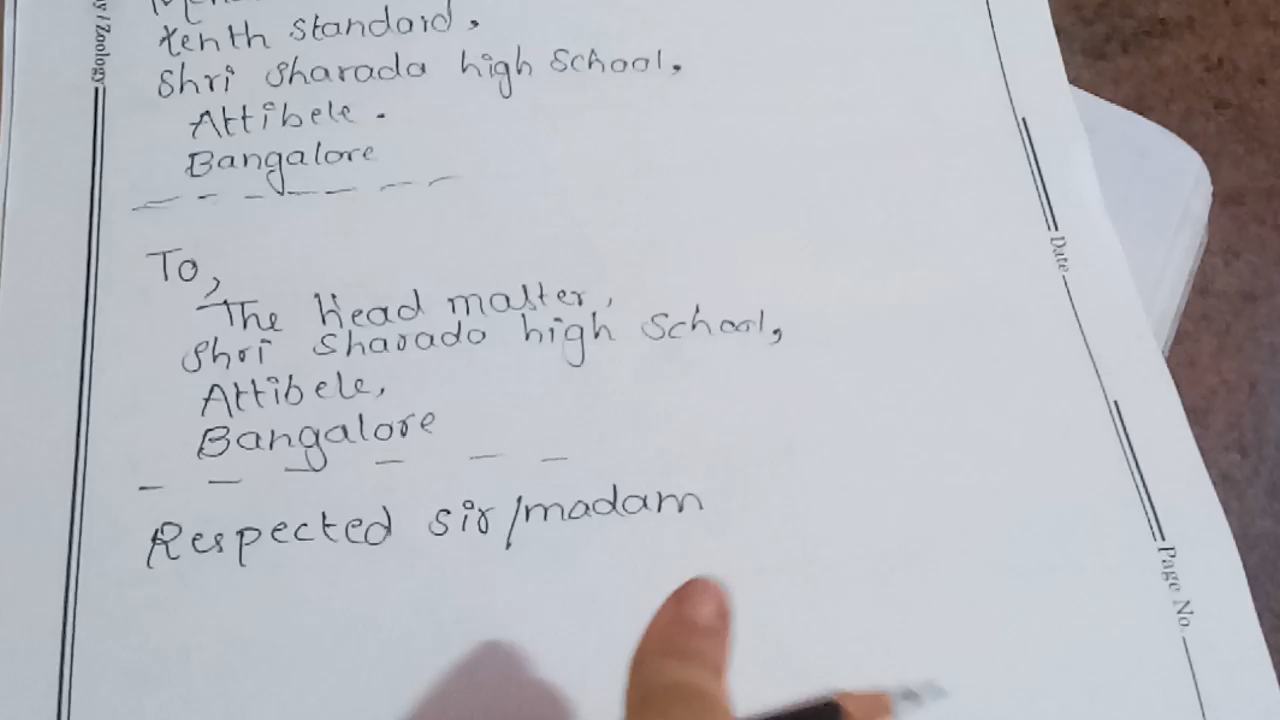 tenth standard,
Shri Sharada high School,
Attibele.
Bangalore
To,
The Head master,
Shri Sharada high School,
Attibele,
Bangalore
Respected sir/madam
Zoology
Date
Page No.